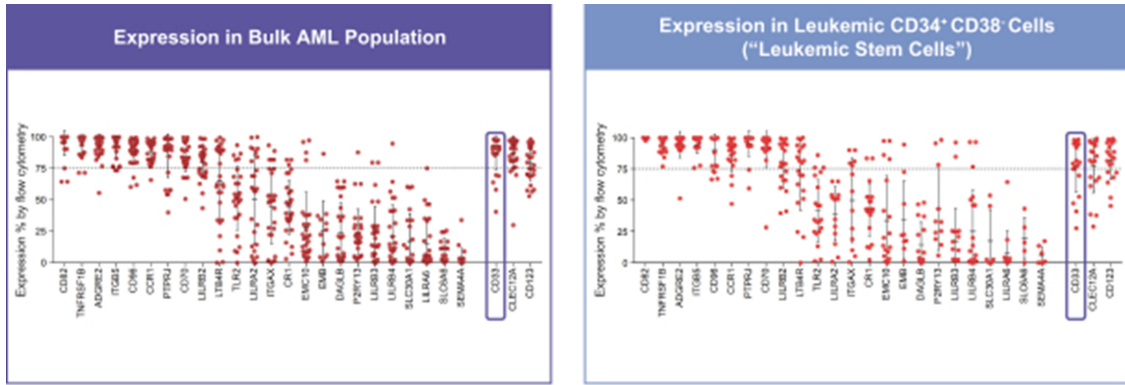 Expression in Bulk AML Population
Expression % by flow cytometry
100
75
50
25
0
CD82
TNFRSF1B
ADGRE2
ITGB5
CD96
CCR1
PTPRJ
CD70
LILRB2
LTB4R
TLR2
LILRA2
ITGAX
CR1
EMC10
EMB
DAGLB
P2RY13
LILRB3
LILRB4
SLC30A1
LILRA6
SLC6A6
SEMA4A
CD33
CLEC12A
CD123
Expression in Leukemic CD34⁺ CD38⁻ Cells
(“Leukemic Stem Cells”)
Expression % by flow cytometry
100
75
50
25
0
CD82
TNFRSF1B
ADGRE2
ITGB5
CD96
CCR1
PTPRJ
CD70
LILRB2
LTB4R
TLR2
LILRA2
ITGAX
CR1
EMC10
EMB
DAGLB
P2RY13
LILRB3
LILRB4
SLC30A1
LILRA6
SLC6A6
SEMA4A
CD33
CLEC12A
CD123